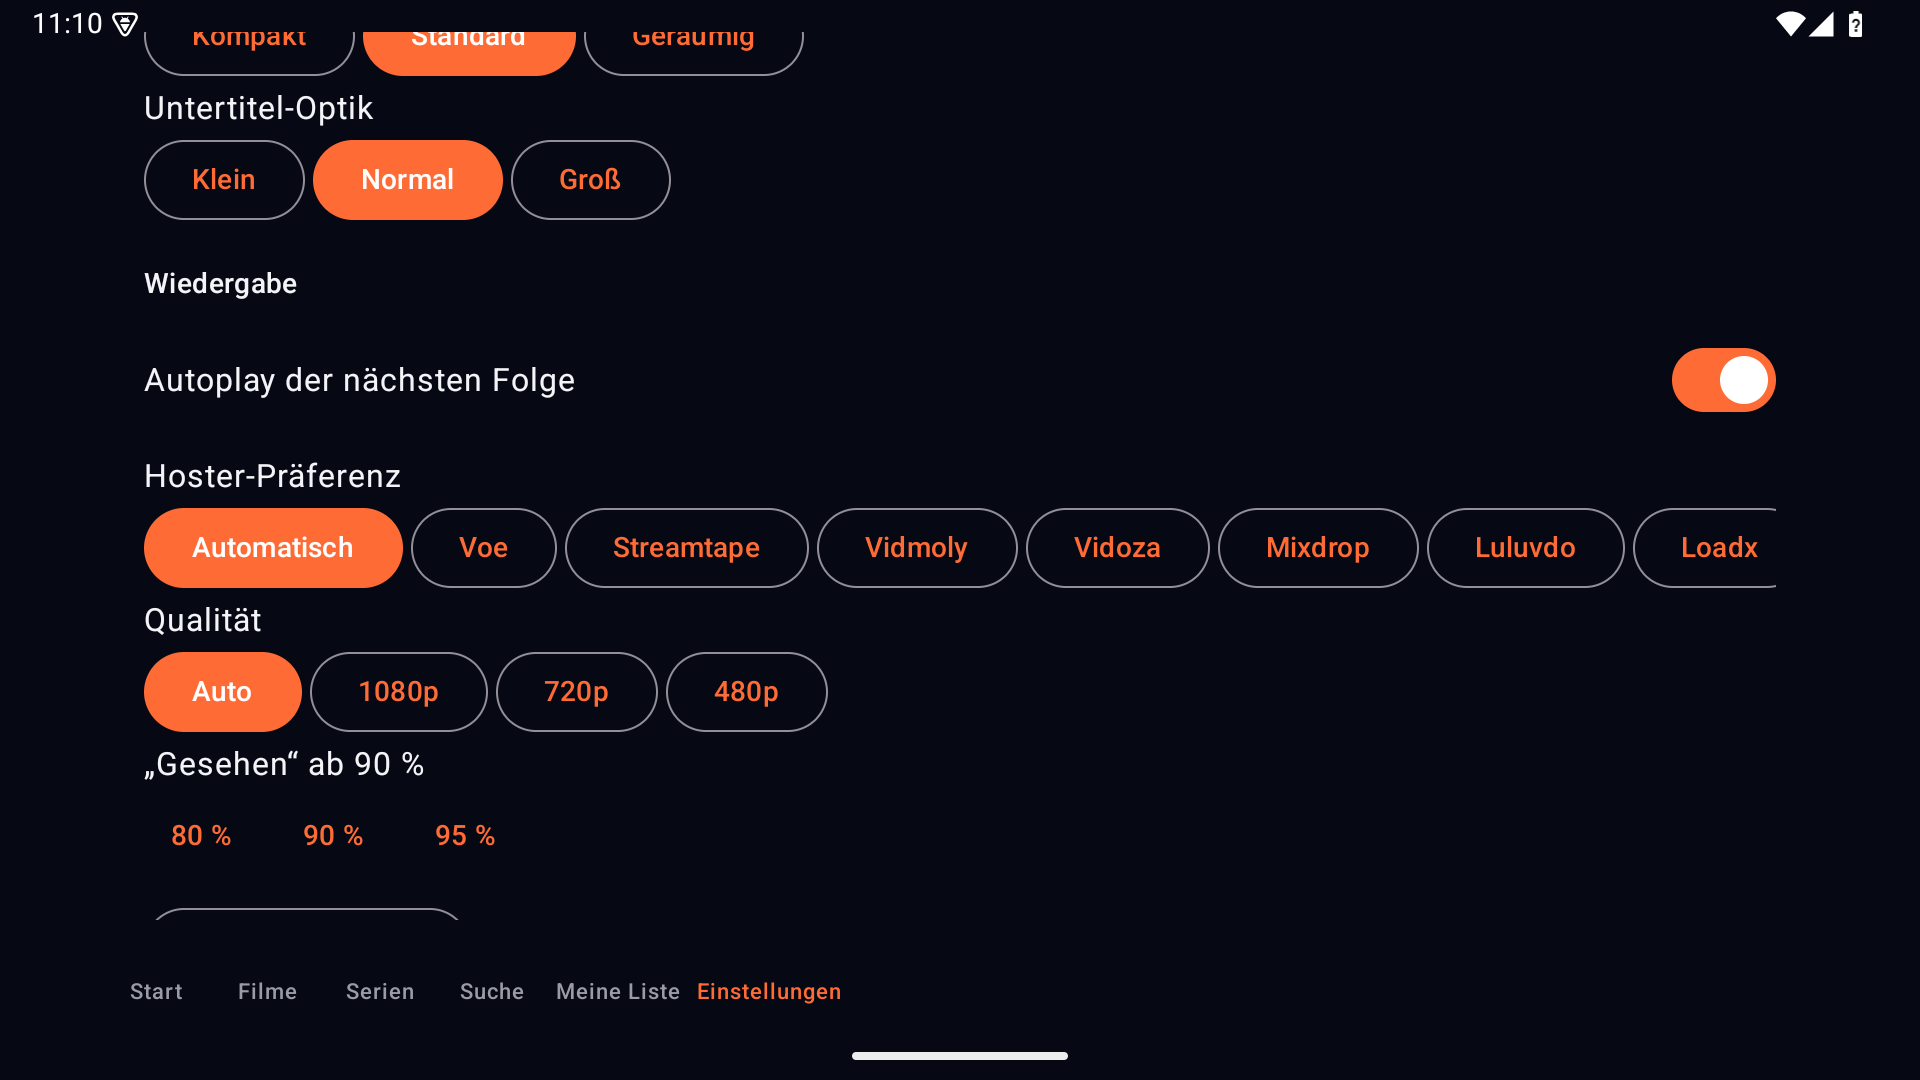 11:10
Kompakt Standard Geräumig
Untertitel-Optik
Klein Normal Groß
Wiedergabe
Autoplay der nächsten Folge
Hoster-Präferenz
Automatisch Voe Streamtape Vidmoly Vidoza Mixdrop Luluvdo Loadx
Qualität
Auto 1080p 720p 480p
„Gesehen“ ab 90 %
80 % 90 % 95 %
Start Filme Serien Suche Meine Liste Einstellungen